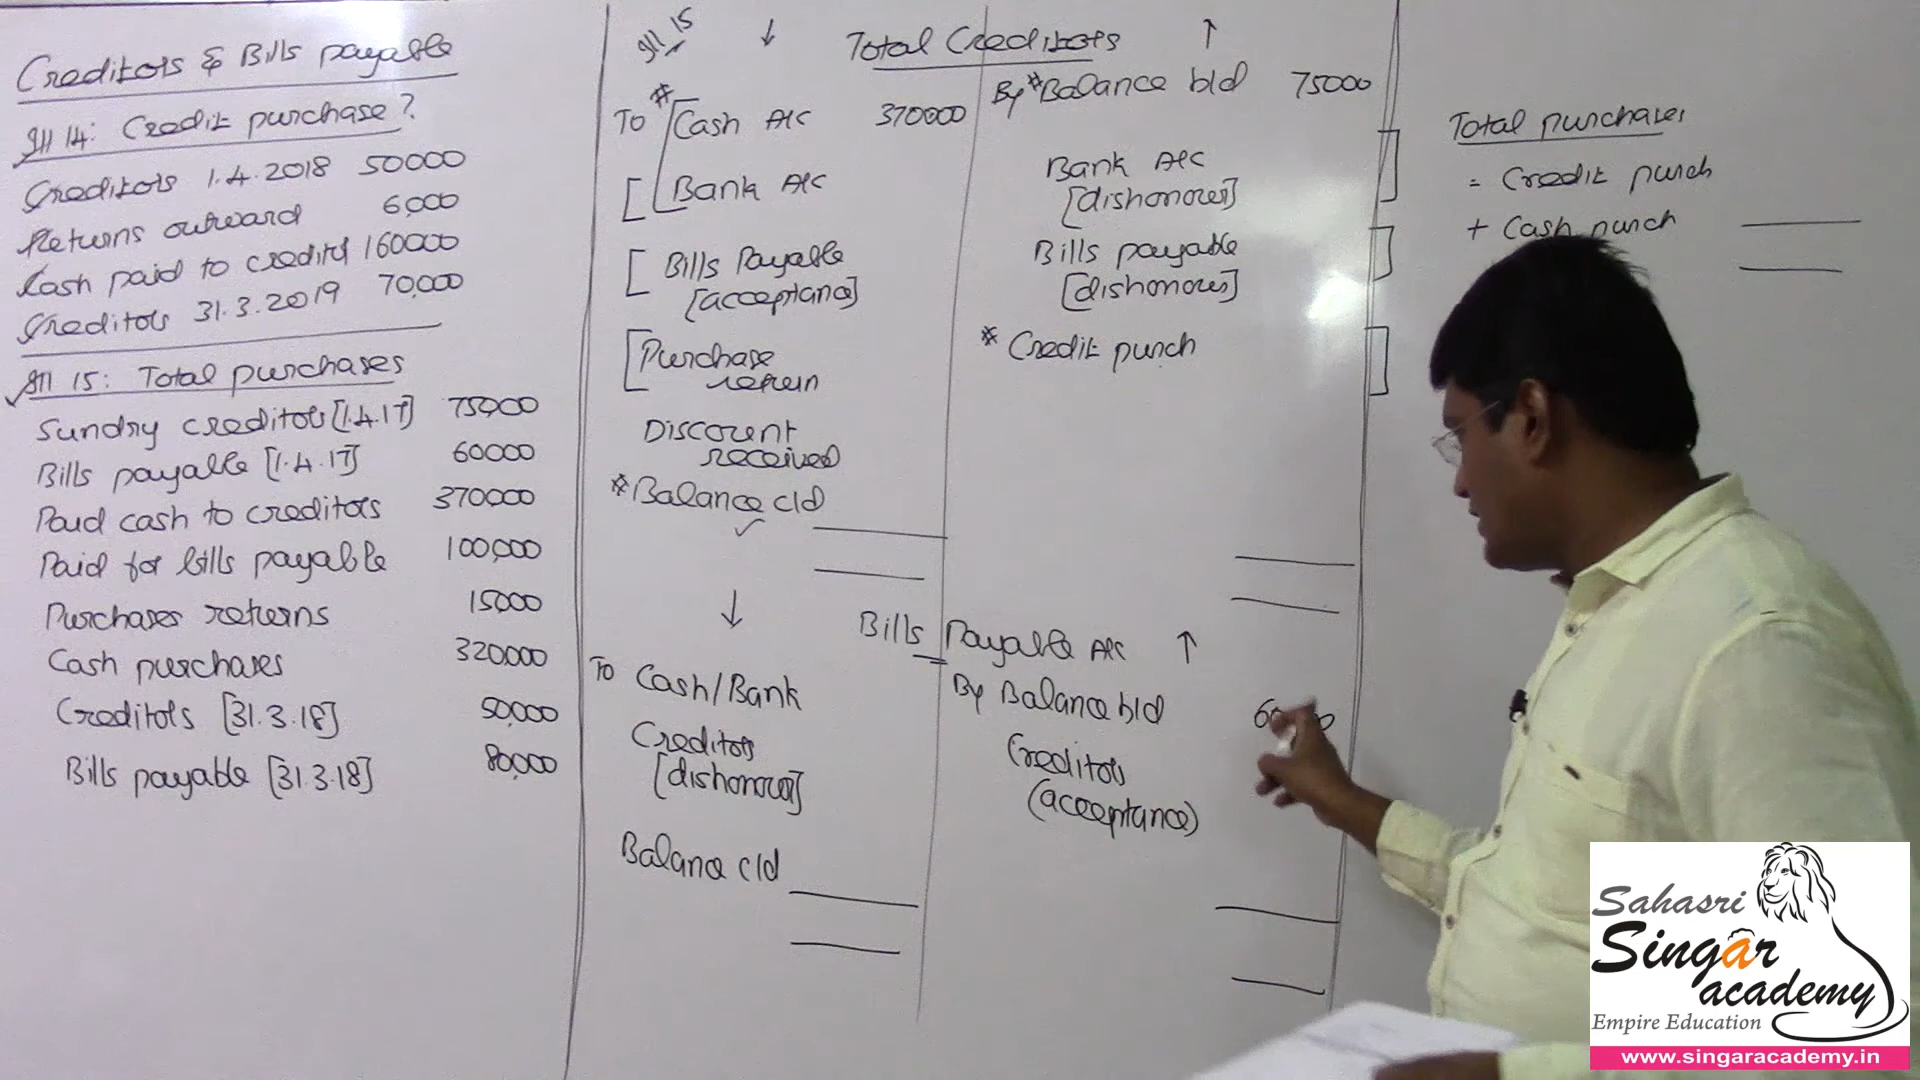 Creditors & Bills payable
Ill 14: Credit purchase?
Creditors 1.4.2018 50000
Returns outward 6,000
Cash paid to creditors 160000
Creditors 31.3.2019 70,000
Ill 15: Total purchases
Sundry creditors [1.4.17] 75,000
Bills payable [1.4.17] 60000
Paid cash to creditors 370000
Paid for bills payable 100,000
Purchases returns 15000
Cash purchases 320000
Creditors [31.3.18] 50,000
Bills payable [31.3.18] 80,000
Ill 15
↓ Total Creditors ↑
To * Cash A/C 370000
Bank A/C
Bills Payable
[acceptance]
Purchase
return
Discount
received
* Balance c/d
By * Balance b/d 75000
Bank A/C
[dishonour]
Bills payable
[dishonour]
* Credit purch
↓ Bills Payable A/C ↑
To Cash/Bank
Creditors
[dishonour]
Balance c/d
By Balance b/d
Creditors
(acceptance)
Total purchases
= Credit purch
+ Cash purch
Sahasri
Singar
academy
Empire Education
www.singaracademy.in